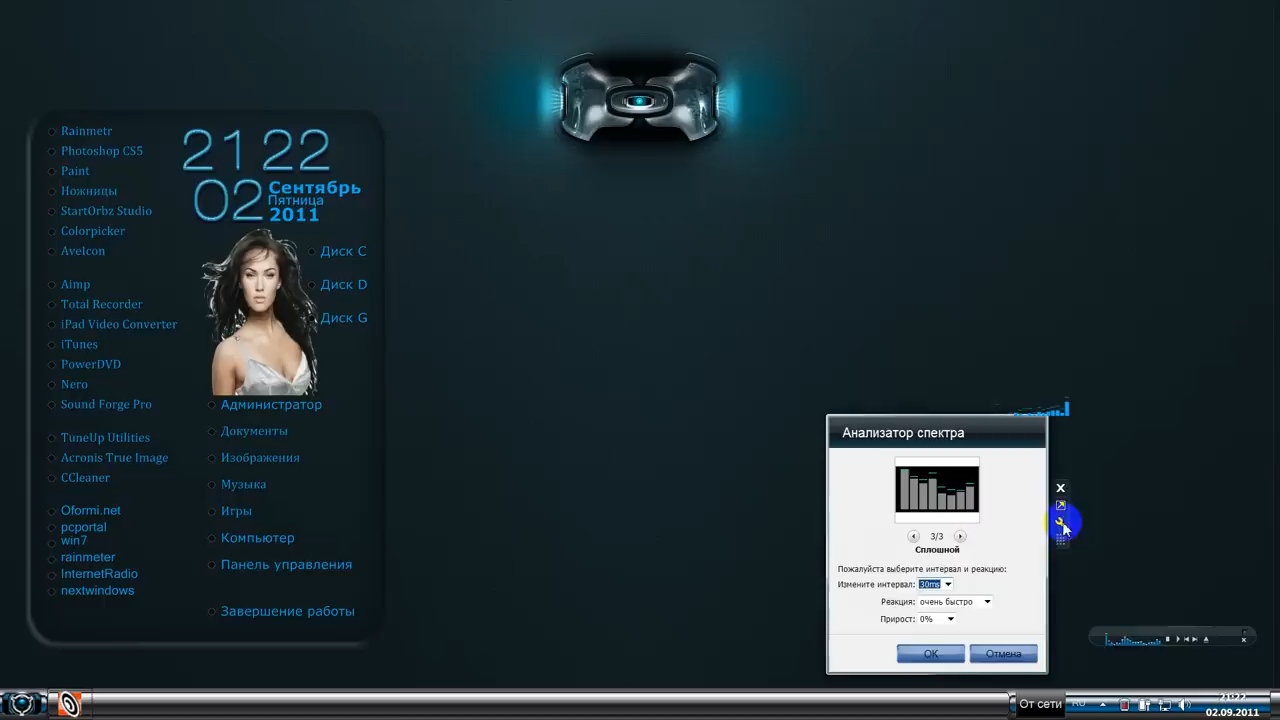 Rainmetr
Photoshop CS5
Paint
Ножницы
StartOrbz Studio
Colorpicker
AveIcon
Aimp
Total Recorder
iPad Video Converter
iTunes
PowerDVD
Nero
Sound Forge Pro
TuneUp Utilities
Acronis True Image
CCleaner
Oformi.net
pcportal
win7
rainmeter
InternetRadio
nextwindows
21 22
02
Сентябрь
Пятница
2011
Диск C
Диск D
Диск G
Администратор
Документы
Изображения
Музыка
Игры
Компьютер
Панель управления
Завершение работы
Анализатор спектра
3/3
Сплошной
Пожалуйста выберите интервал и реакцию:
Измените интервал: 30ms
Реакция: очень быстро
Прирост: 0%
OK Отмена
От сети
RU
21:22
02.09.2011